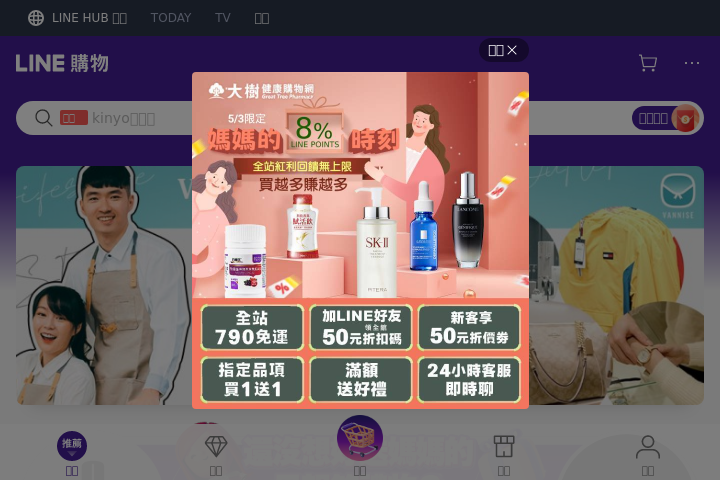 LINE HUB
TODAY
TV
LINE 購物
kinyo
大樹 健康購物網
Great Tree Pharmacy
5/3限定
媽媽的 8% LINE POINTS 時刻
全站紅利回饋無上限
買越多賺越多
SK-II
PITERA
LANCOME
VANNISE
全站
790免運
加LINE好友
領全館
50元折扣碼
新客享
50元折價券
指定品項
買1送1
滿額
送好禮
24小時客服
即時聊
推薦